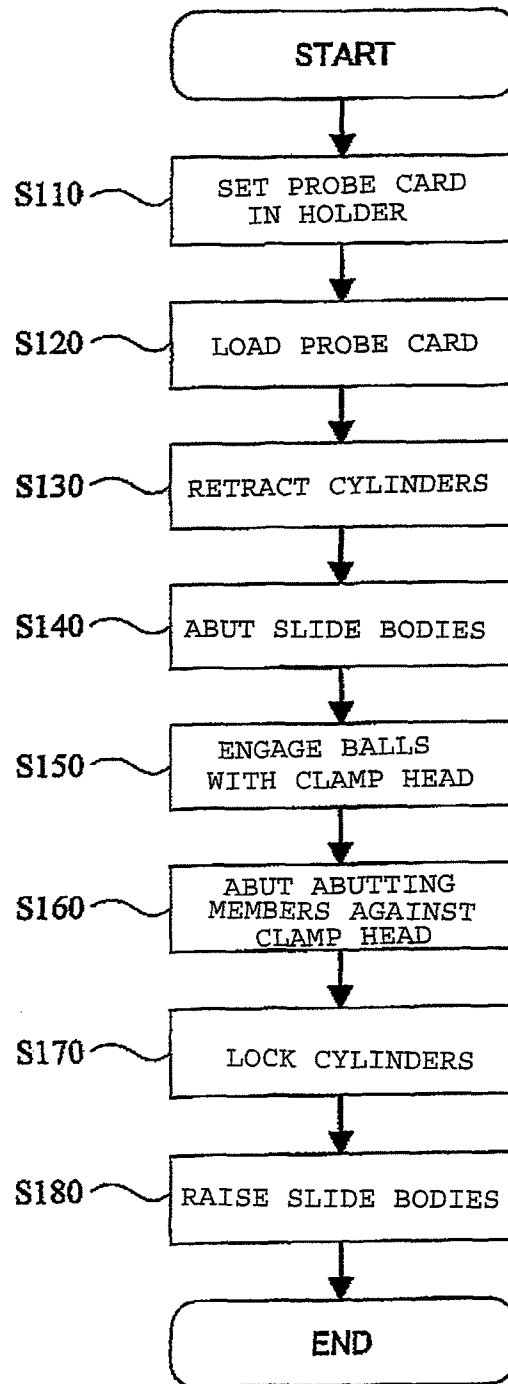 START
S110
SET PROBE CARD
IN HOLDER
S120
LOAD PROBE CARD
S130
RETRACT CYLINDERS
S140
ABUT SLIDE BODIES
S150
ENGAGE BALLS
WITH CLAMP HEAD
S160
ABUT ABUTTING
MEMBERS AGAINST
CLAMP HEAD
S170
LOCK CYLINDERS
S180
RAISE SLIDE BODIES
END